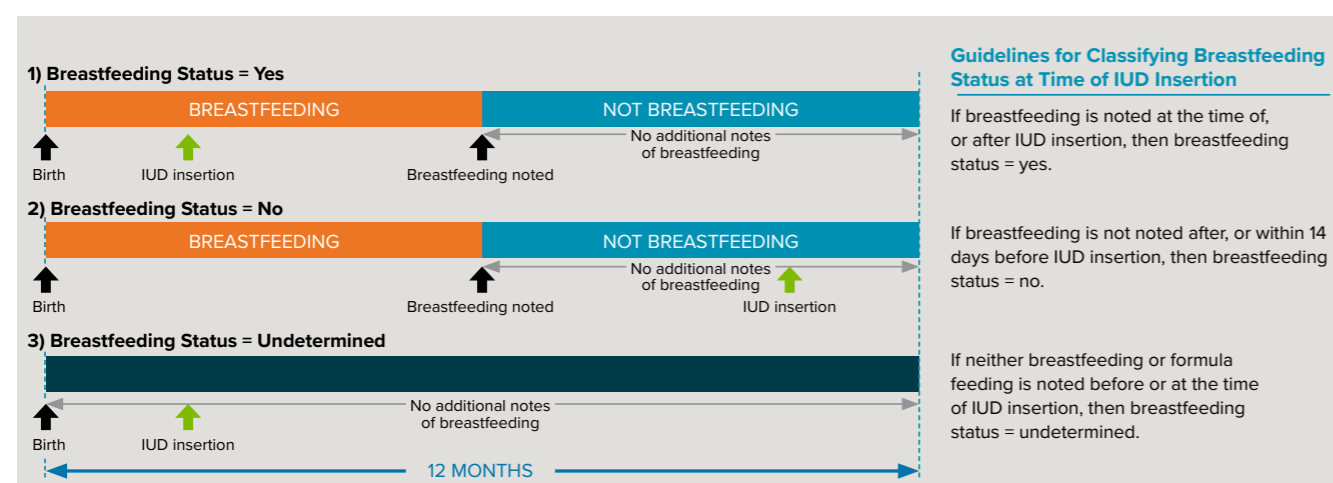 Guidelines for Classifying Breastfeeding
Status at Time of IUD Insertion
1) Breastfeeding Status = Yes
BREASTFEEDING
NOT BREASTFEEDING
No additional notes
of breastfeeding
Birth
IUD insertion
Breastfeeding noted
If breastfeeding is noted at the time of,
or after IUD insertion, then breastfeeding
status = yes.
2) Breastfeeding Status = No
BREASTFEEDING
NOT BREASTFEEDING
No additional notes
of breastfeeding
Birth
Breastfeeding noted
IUD insertion
If breastfeeding is not noted after, or within 14
days before IUD insertion, then breastfeeding
status = no.
3) Breastfeeding Status = Undetermined
No additional notes
of breastfeeding
Birth
IUD insertion
If neither breastfeeding or formula
feeding is noted before or at the time
of IUD insertion, then breastfeeding
status = undetermined.
12 MONTHS